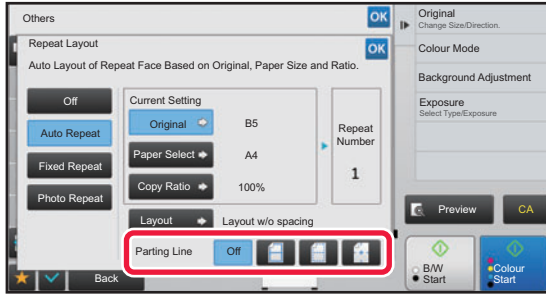 Others
OK
Repeat Layout
OK
Auto Layout of Repeat Face Based on Original, Paper Size and Ratio.
Off
Auto Repeat
Fixed Repeat
Photo Repeat
Current Setting
Original
B5
Paper Select
A4
Copy Ratio
100%
Repeat
Number
1
Layout
Layout w/o spacing
Parting Line
Off
Back
Original
Change Size/Direction.
Colour Mode
Background Adjustment
Exposure
Select Type/Exposure
Preview
CA
B/W
Start
Colour
Start